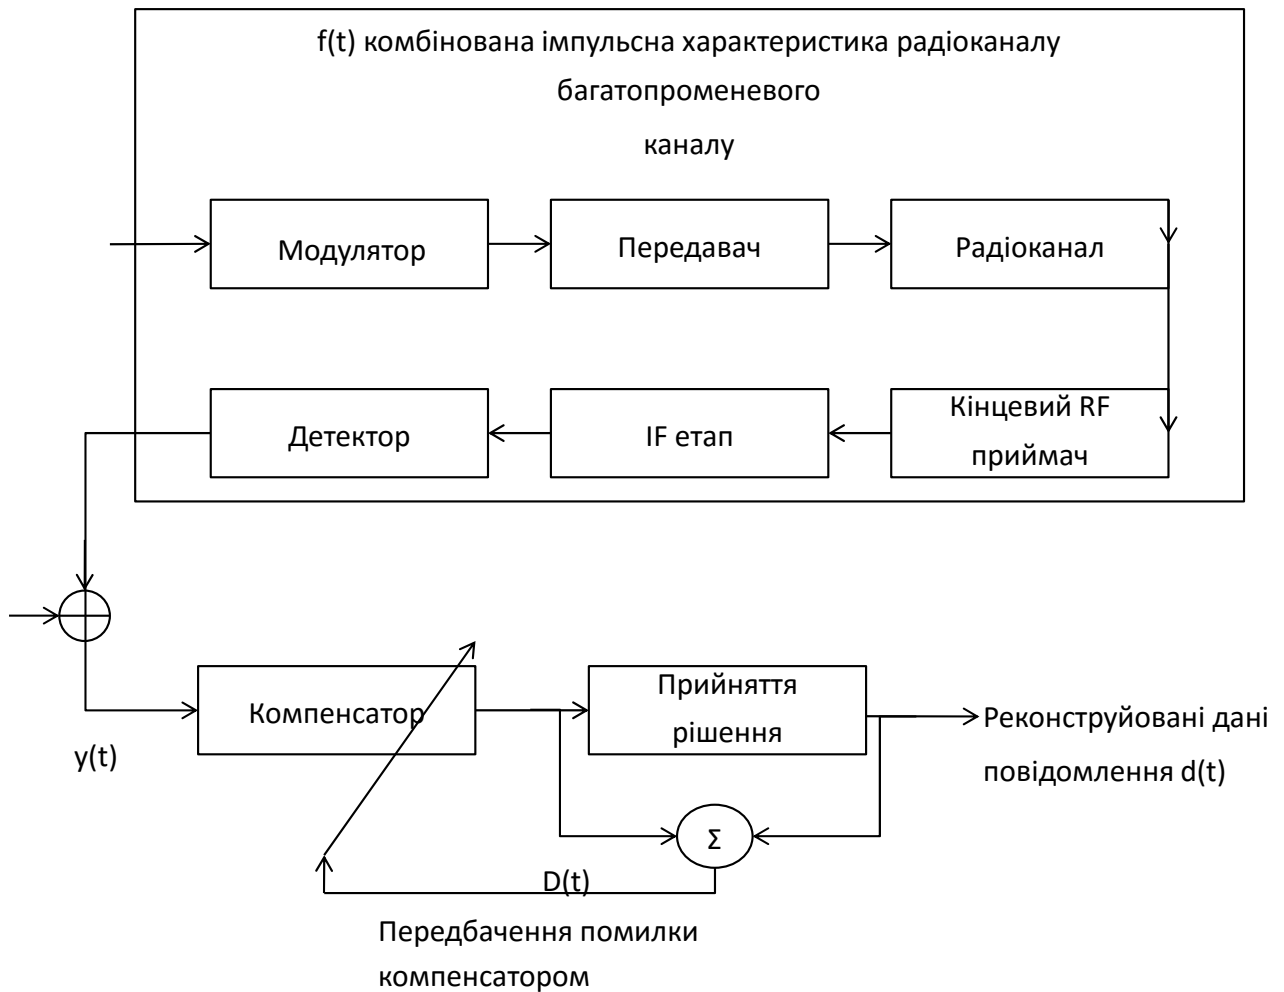 f(t) комбінована імпульсна характеристика радіоканалу
багатопроменевого
каналу
Модулятор
Передавач
Радіоканал
Детектор
IF етап
Кінцевий RF
приймач
Компенсатор
Прийняття
рішення
Реконструйовані дані
повідомлення d(t)
y(t)
Σ
D(t)
Передбачення помилки
компенсатором